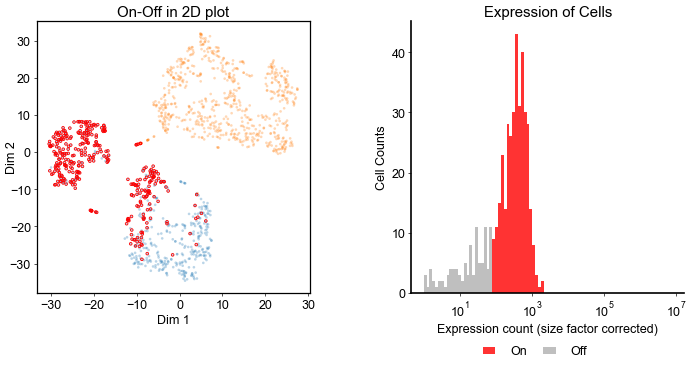 On-Off in 2D plot
Expression of Cells
30
20
10
0
−10
−20
−30
Dim 2
−30 −20 −10 0 10 20 30
Dim 1
40
30
20
10
0
Cell Counts
10^1 10^3 10^5 10^7
Expression count (size factor corrected)
On Off